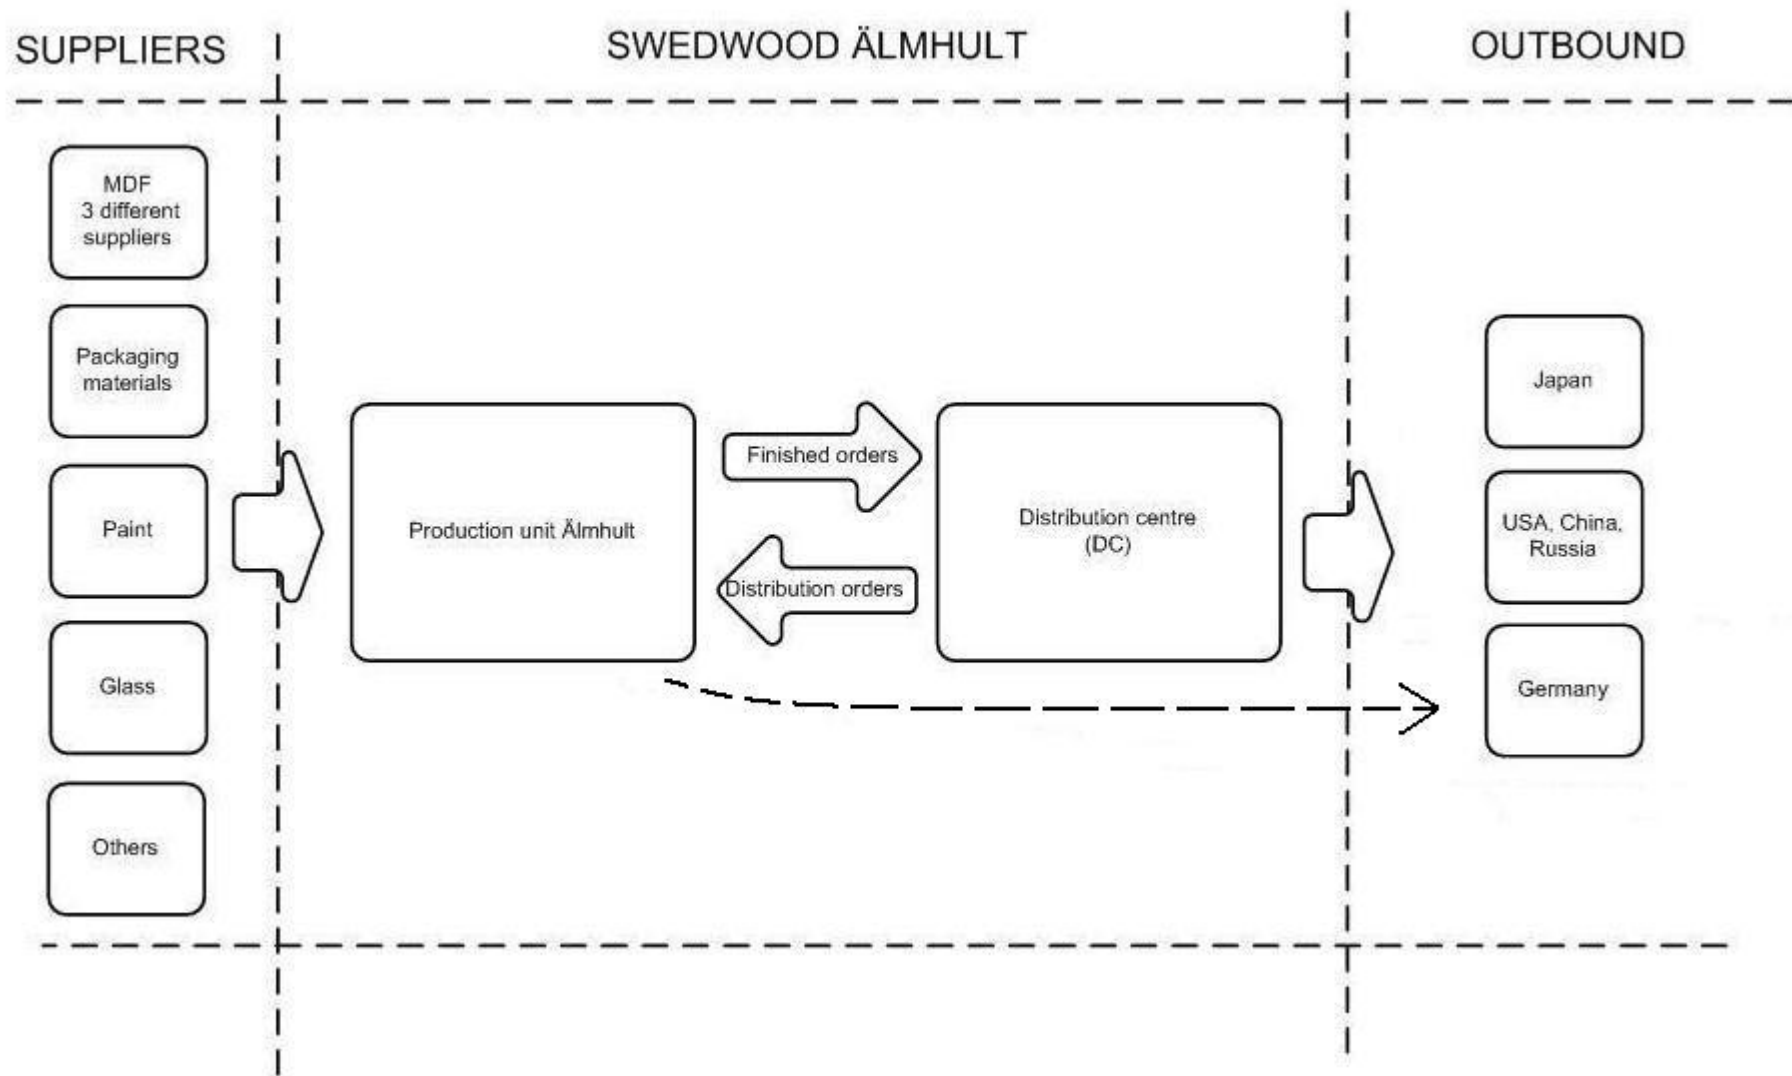 SUPPLIERS
SWEDWOOD ÄLMHULT
OUTBOUND
MDF
3 different
suppliers
Packaging
materials
Paint
Glass
Others
Production unit Älmhult
Finished orders
Distribution orders
Distribution centre
(DC)
Japan
USA, China,
Russia
Germany